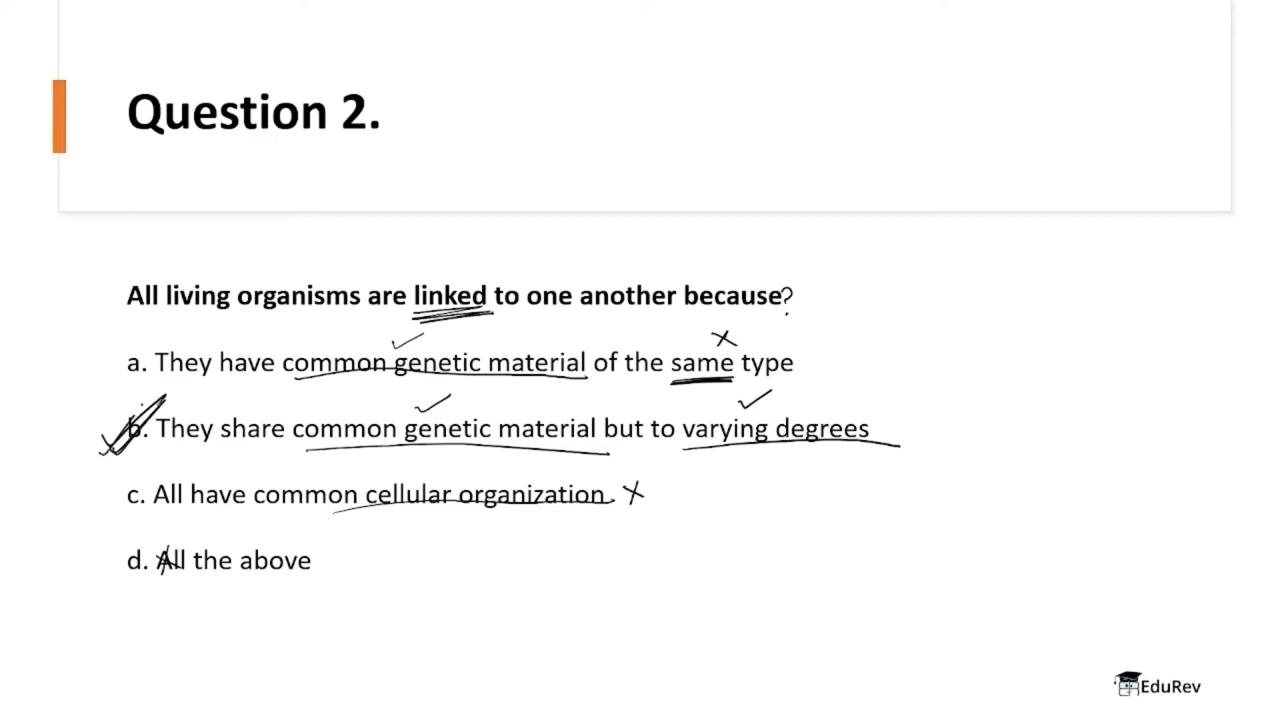 Question 2.
All living organisms are linked to one another because?
a. They have common genetic material of the same type
b. They share common genetic material but to varying degrees
c. All have common cellular organization.
d. All the above
EduRev